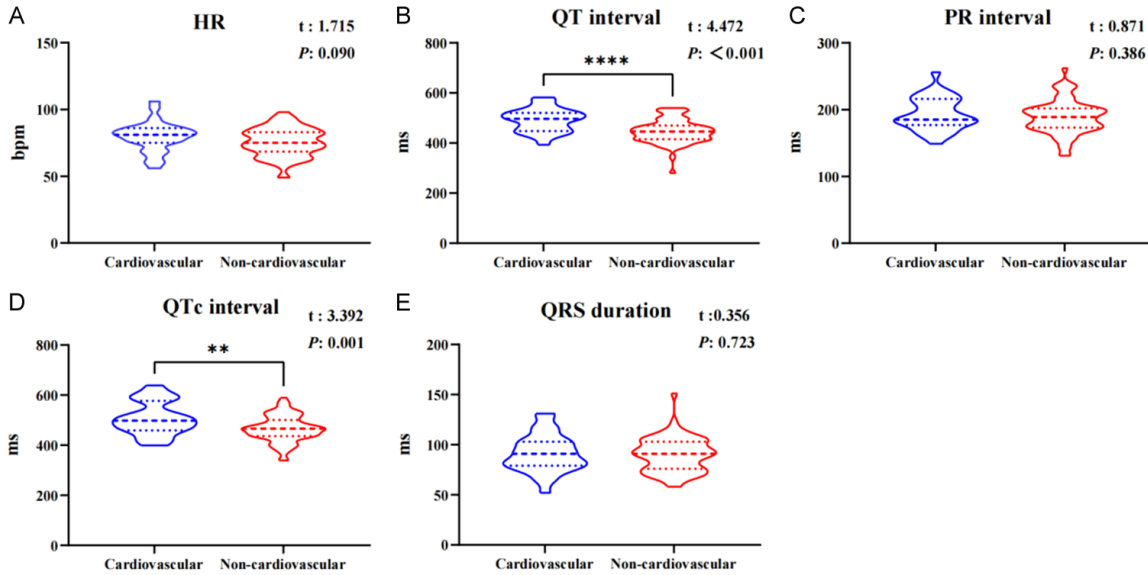 A
HR
t : 1.715
P: 0.090
150
100
50
0
bpm
Cardiovascular Non-cardiovascular
B
QT interval
t : 4.472
P: ＜0.001
****
800
600
400
200
0
ms
Cardiovascular Non-cardiovascular
C
PR interval
t : 0.871
P: 0.386
300
200
100
0
ms
Cardiovascular Non-cardiovascular
D
QTc interval
t : 3.392
P: 0.001
**
800
600
400
200
0
ms
Cardiovascular Non-cardiovascular
E
QRS duration
t :0.356
P: 0.723
200
150
100
50
0
ms
Cardiovascular Non-cardiovascular